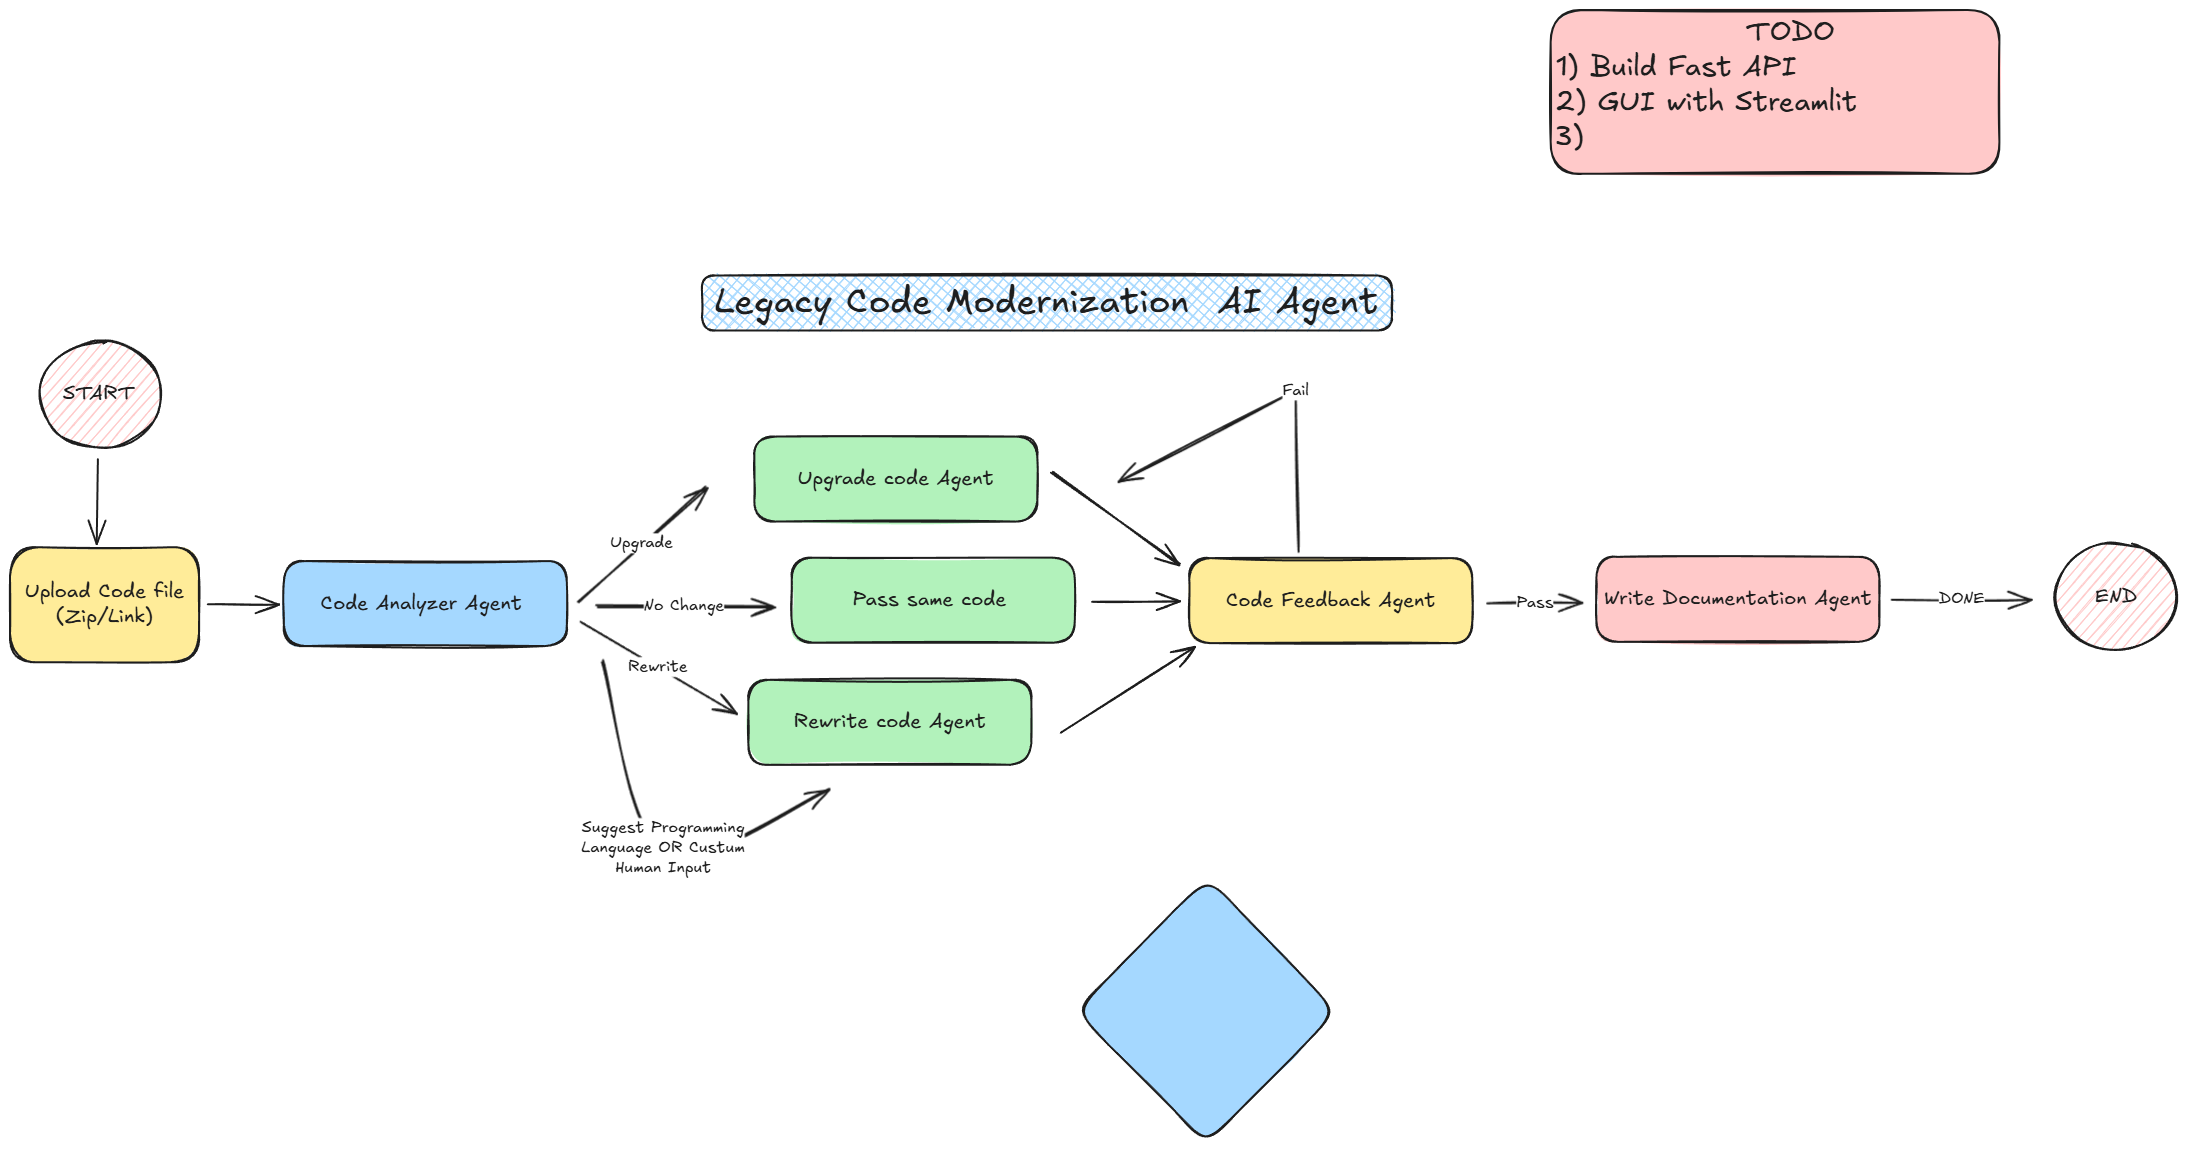 TODO
1) Build Fast API
2) GUI with Streamlit
3)
Legacy Code Modernization AI Agent
START
Fail
Upgrade code Agent
Upgrade
Upload Code file
(Zip/Link)
Code Analyzer Agent
No Change
Pass same code
Code Feedback Agent
Pass
Write Documentation Agent
DONE
END
Rewrite
Rewrite code Agent
Suggest Programming
Language OR Custum
Human Input